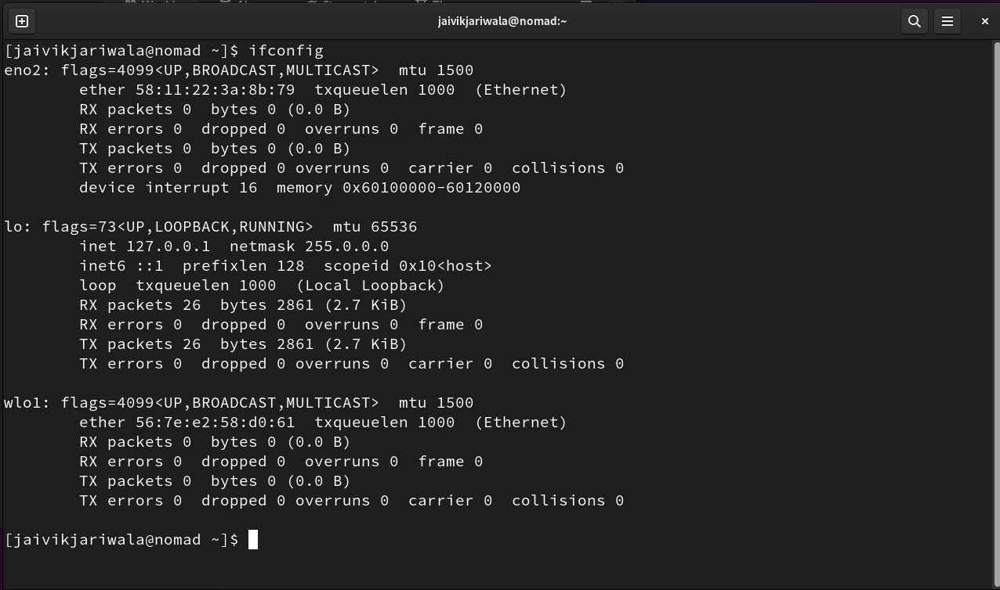 jaivikjariwala@nomad:~
[jaivikjariwala@nomad ~]$ ifconfig
eno2: flags=4099<UP,BROADCAST,MULTICAST>  mtu 1500
        ether 58:11:22:3a:8b:79  txqueuelen 1000  (Ethernet)
        RX packets 0  bytes 0 (0.0 B)
        RX errors 0  dropped 0  overruns 0  frame 0
        TX packets 0  bytes 0 (0.0 B)
        TX errors 0  dropped 0 overruns 0  carrier 0  collisions 0
        device interrupt 16  memory 0x60100000-60120000

lo: flags=73<UP,LOOPBACK,RUNNING>  mtu 65536
        inet 127.0.0.1  netmask 255.0.0.0
        inet6 ::1  prefixlen 128  scopeid 0x10<host>
        loop  txqueuelen 1000  (Local Loopback)
        RX packets 26  bytes 2861 (2.7 KiB)
        RX errors 0  dropped 0  overruns 0  frame 0
        TX packets 26  bytes 2861 (2.7 KiB)
        TX errors 0  dropped 0 overruns 0  carrier 0  collisions 0

wlo1: flags=4099<UP,BROADCAST,MULTICAST>  mtu 1500
        ether 56:7e:e2:58:d0:61  txqueuelen 1000  (Ethernet)
        RX packets 0  bytes 0 (0.0 B)
        RX errors 0  dropped 0  overruns 0  frame 0
        TX packets 0  bytes 0 (0.0 B)
        TX errors 0  dropped 0 overruns 0  carrier 0  collisions 0

[jaivikjariwala@nomad ~]$